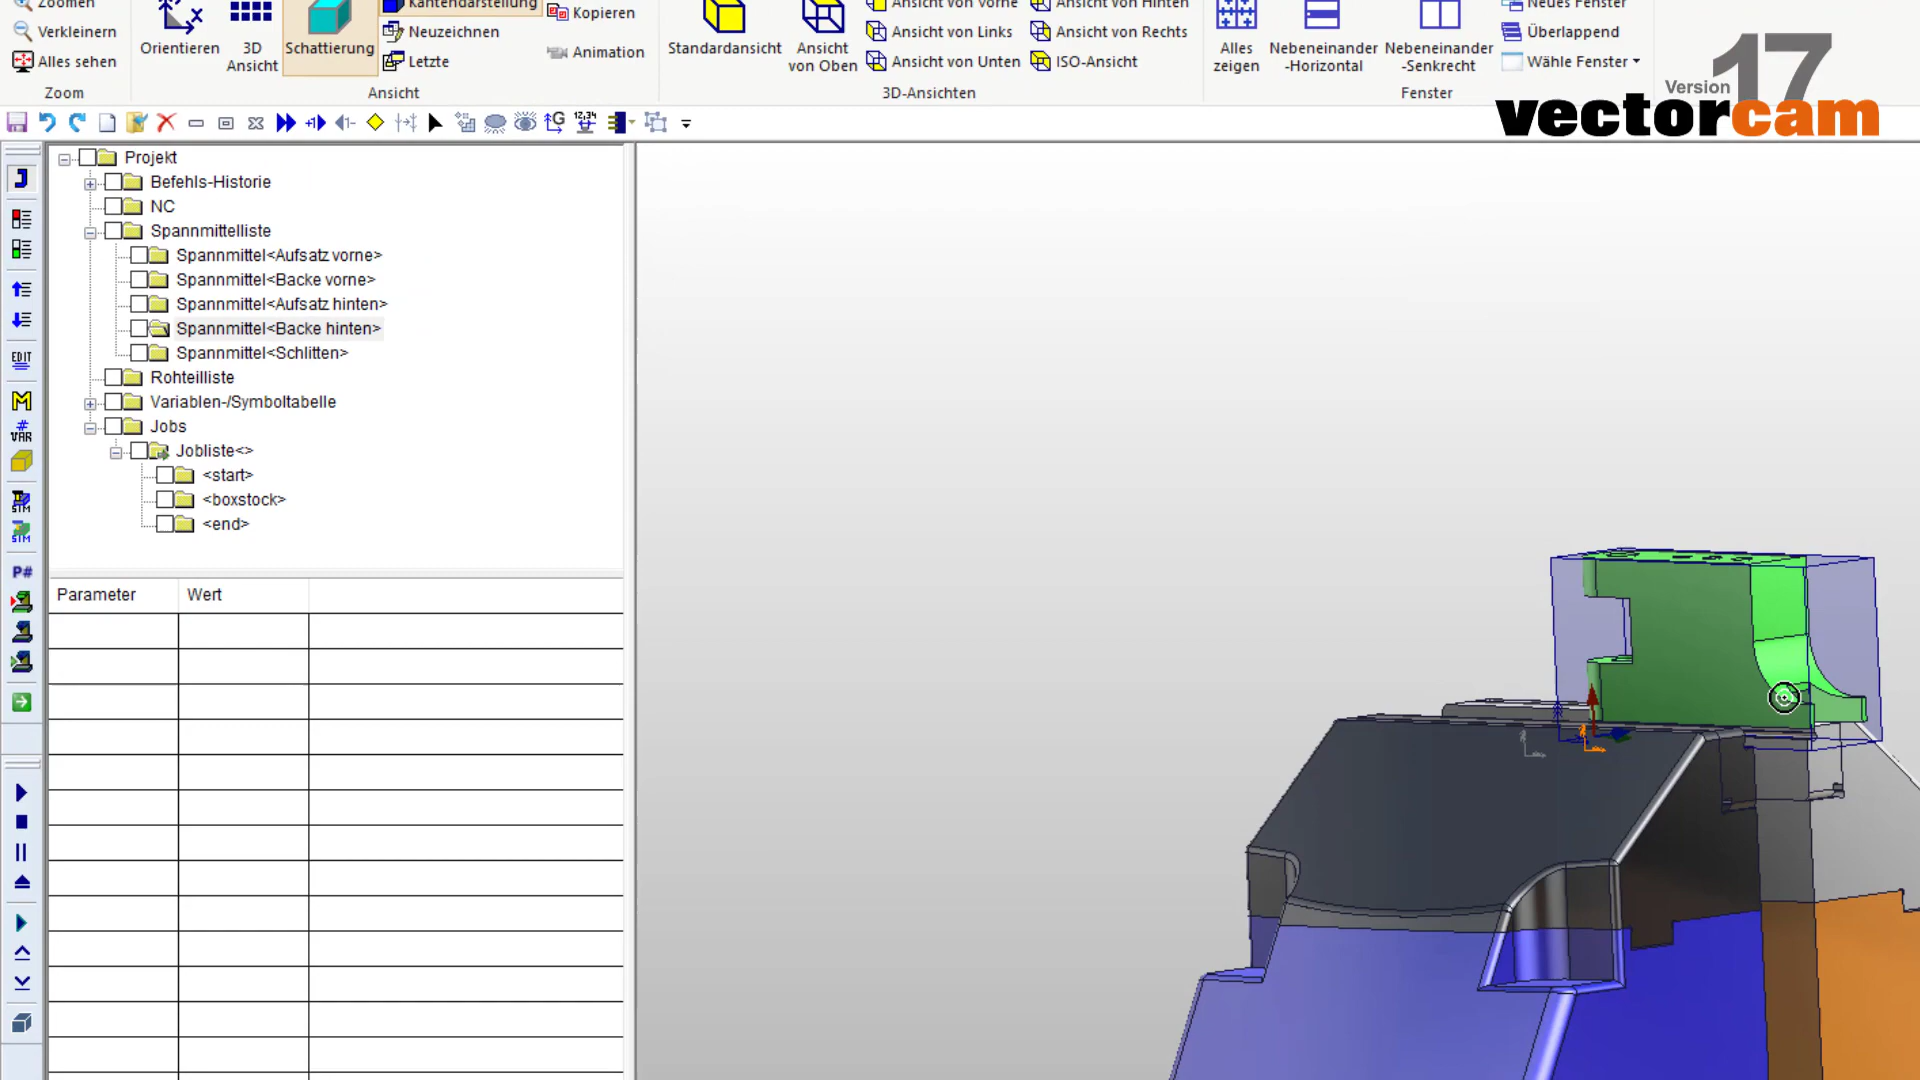 Zoomen
Verkleinern
Alles sehen
Zoom
Orientieren
3D
Ansicht
Schattierung
Kantendarstellung
Neuzeichnen
Letzte
Kopieren
Animation
Ansicht
Standardansicht
Ansicht
von Oben
Ansicht von Vorne
Ansicht von Links
Ansicht von Unten
Ansicht von Hinten
Ansicht von Rechts
ISO-Ansicht
3D-Ansichten
Alles
zeigen
Nebeneinander
-Horizontal
Nebeneinander
-Senkrecht
Neues Fenster
Überlappend
Wähle Fenster
Fenster
Version 17
vectorcam
G
12,34
Projekt
Befehls-Historie
NC
Spannmittelliste
Spannmittel<Aufsatz vorne>
Spannmittel<Backe vorne>
Spannmittel<Aufsatz hinten>
Spannmittel<Backe hinten>
Spannmittel<Schlitten>
Rohteilliste
Variablen-/Symboltabelle
Jobs
Jobliste<>
<start>
<boxstock>
<end>
J
EDIT
M
#
VAR
SIM
SIM
P#
Parameter Wert